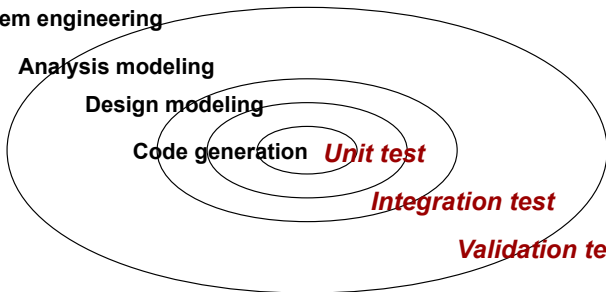 em engineering
Analysis modeling
Design modeling
Code generation Unit test
Integration test
Validation te